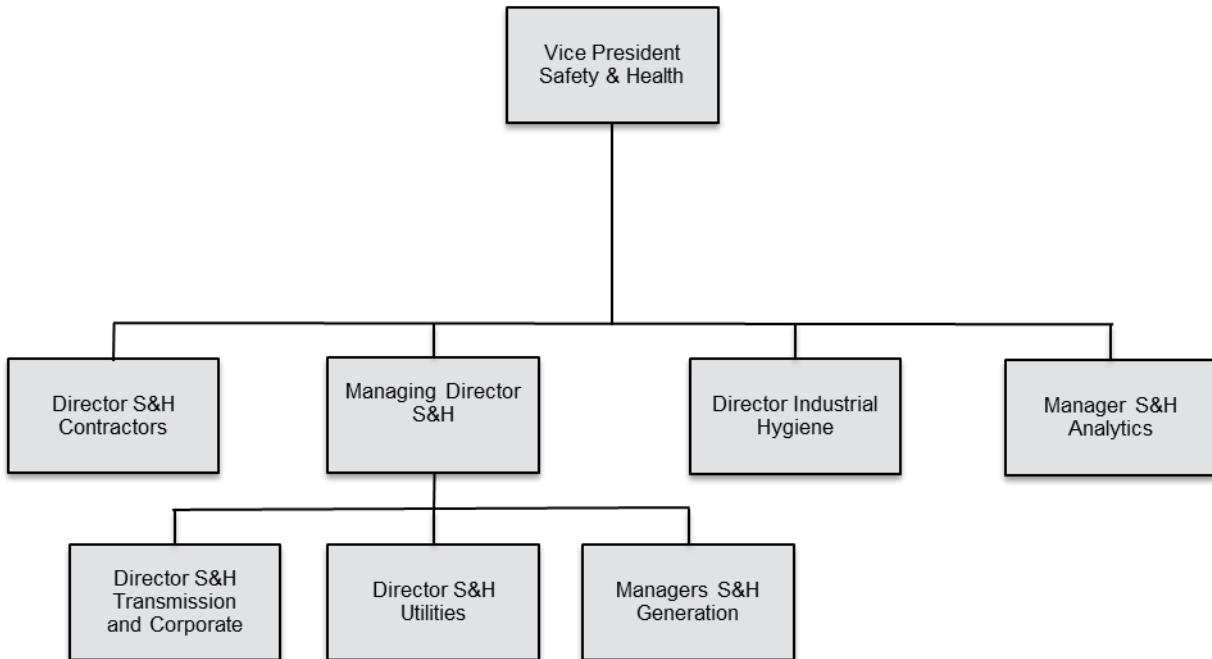 Vice President
Safety & Health
Director S&H
Contractors
Managing Director
S&H
Director Industrial
Hygiene
Manager S&H
Analytics
Director S&H
Transmission
and Corporate
Director S&H
Utilities
Managers S&H
Generation